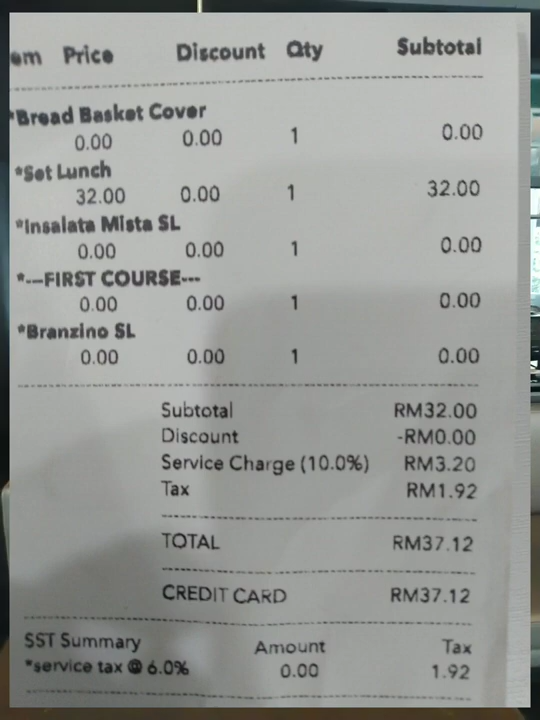 em Price Discount Qty Subtotal
*Bread Basket Cover
0.00 0.00 1 0.00
*Set Lunch
32.00 0.00 1 32.00
*Insalata Mista SL
0.00 0.00 1 0.00
*---FIRST COURSE---
0.00 0.00 1 0.00
*Branzino SL
0.00 0.00 1 0.00
Subtotal RM32.00
Discount -RM0.00
Service Charge (10.0%) RM3.20
Tax RM1.92
TOTAL RM37.12
CREDIT CARD RM37.12
SST Summary Amount Tax
*service tax @ 6.0% 0.00 1.92